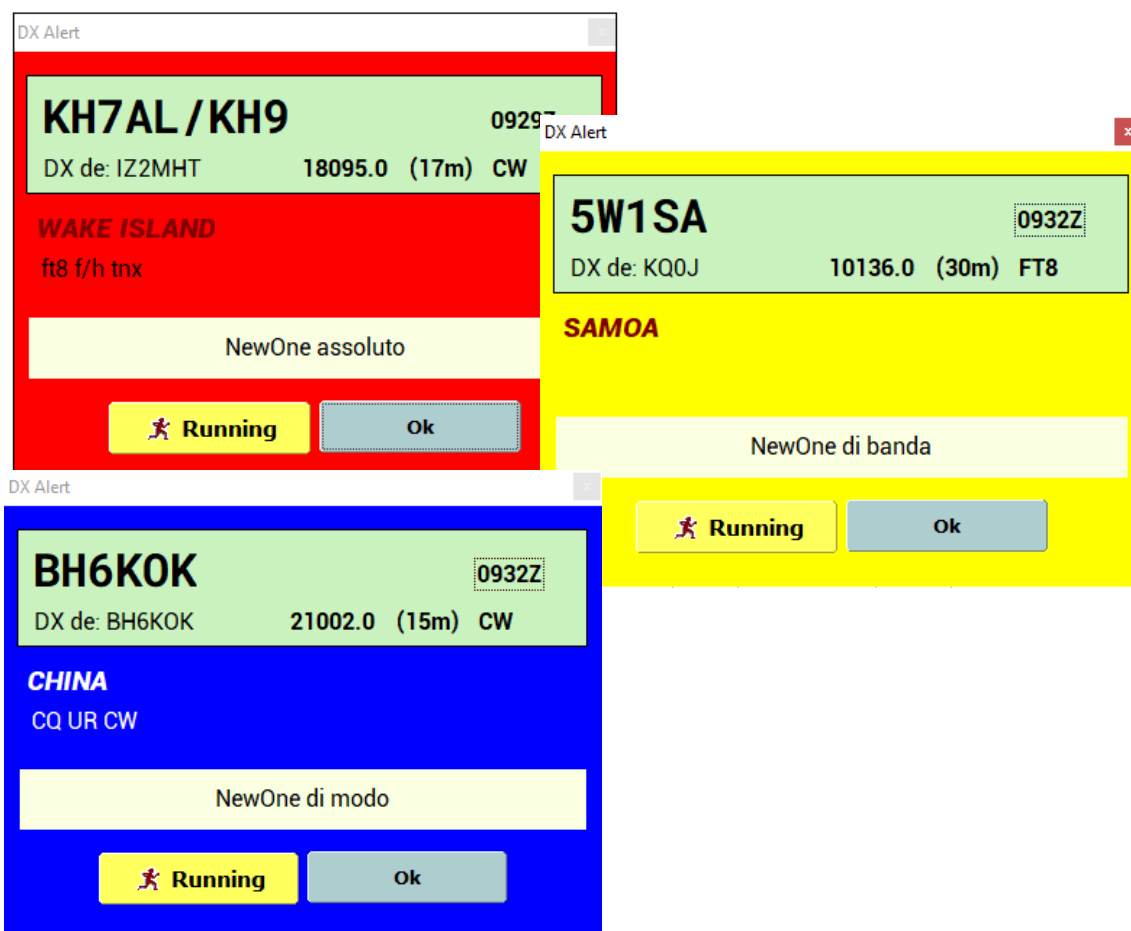 DX Alert
KH7AL/KH9
0929Z
DX de: IZ2MHT 18095.0 (17m) CW
WAKE ISLAND
ft8 f/h tnx
NewOne assoluto
Running Ok
DX Alert
5W1SA 0932Z
DX de: KQ0J 10136.0 (30m) FT8
SAMOA
NewOne di banda
Running Ok
DX Alert
BH6KOK 0932Z
DX de: BH6KOK 21002.0 (15m) CW
CHINA
CQ UR CW
NewOne di modo
Running Ok